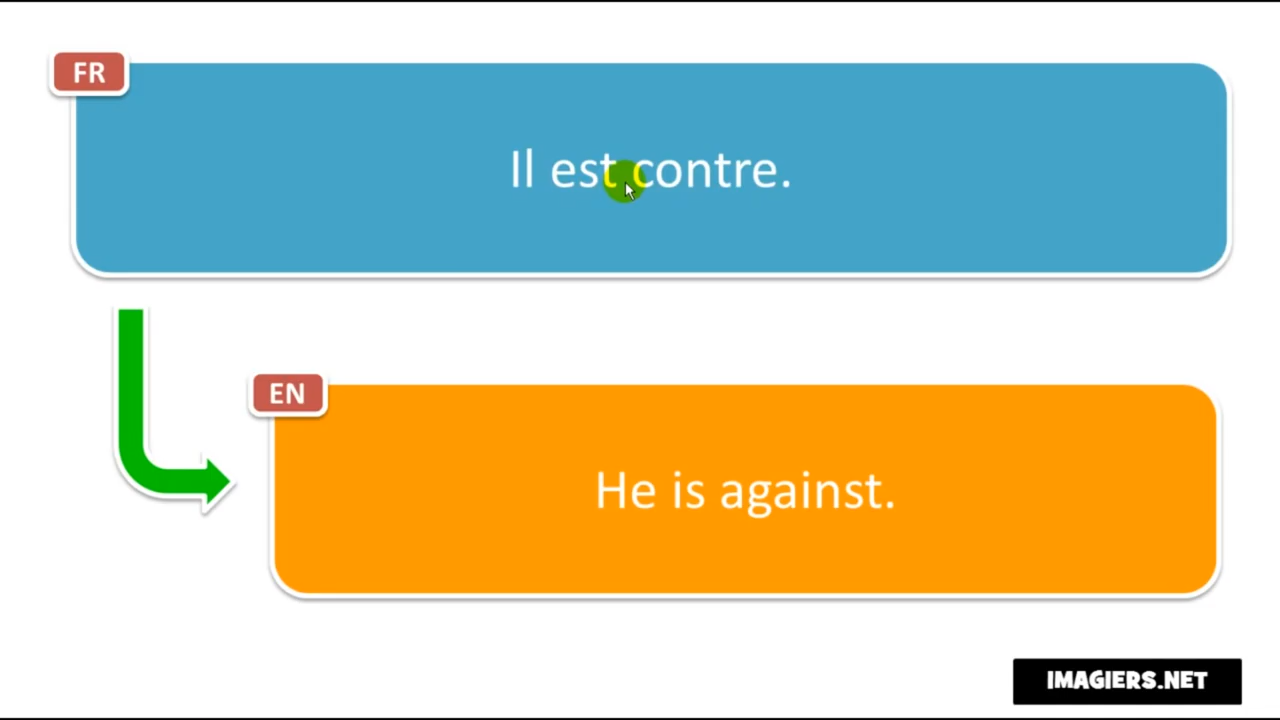 FR
Il est contre.
EN
He is against.
IMAGIERS.NET